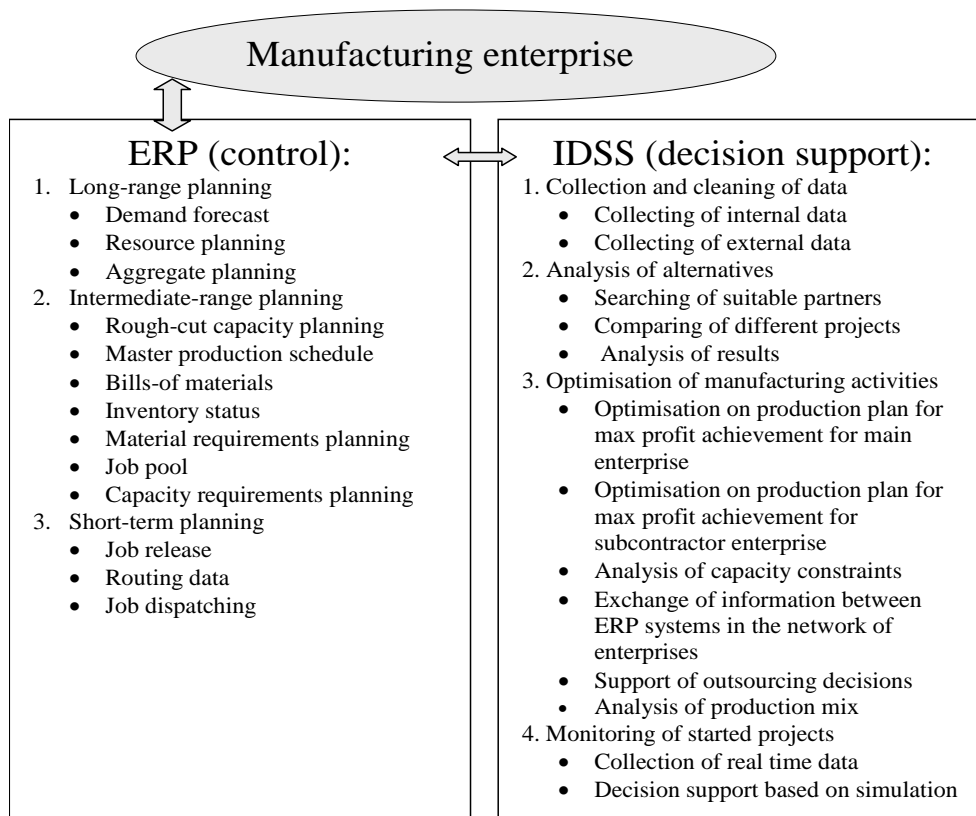 Manufacturing enterprise
ERP (control):
1. Long-range planning
• Demand forecast
• Resource planning
• Aggregate planning
2. Intermediate-range planning
• Rough-cut capacity planning
• Master production schedule
• Bills-of materials
• Inventory status
• Material requirements planning
• Job pool
• Capacity requirements planning
3. Short-term planning
• Job release
• Routing data
• Job dispatching
IDSS (decision support):
1. Collection and cleaning of data
• Collecting of internal data
• Collecting of external data
2. Analysis of alternatives
• Searching of suitable partners
• Comparing of different projects
• Analysis of results
3. Optimisation of manufacturing activities
• Optimisation on production plan for
max profit achievement for main
enterprise
• Optimisation on production plan for
max profit achievement for
subcontractor enterprise
• Analysis of capacity constraints
• Exchange of information between
ERP systems in the network of
enterprises
• Support of outsourcing decisions
• Analysis of production mix
4. Monitoring of started projects
• Collection of real time data
• Decision support based on simulation